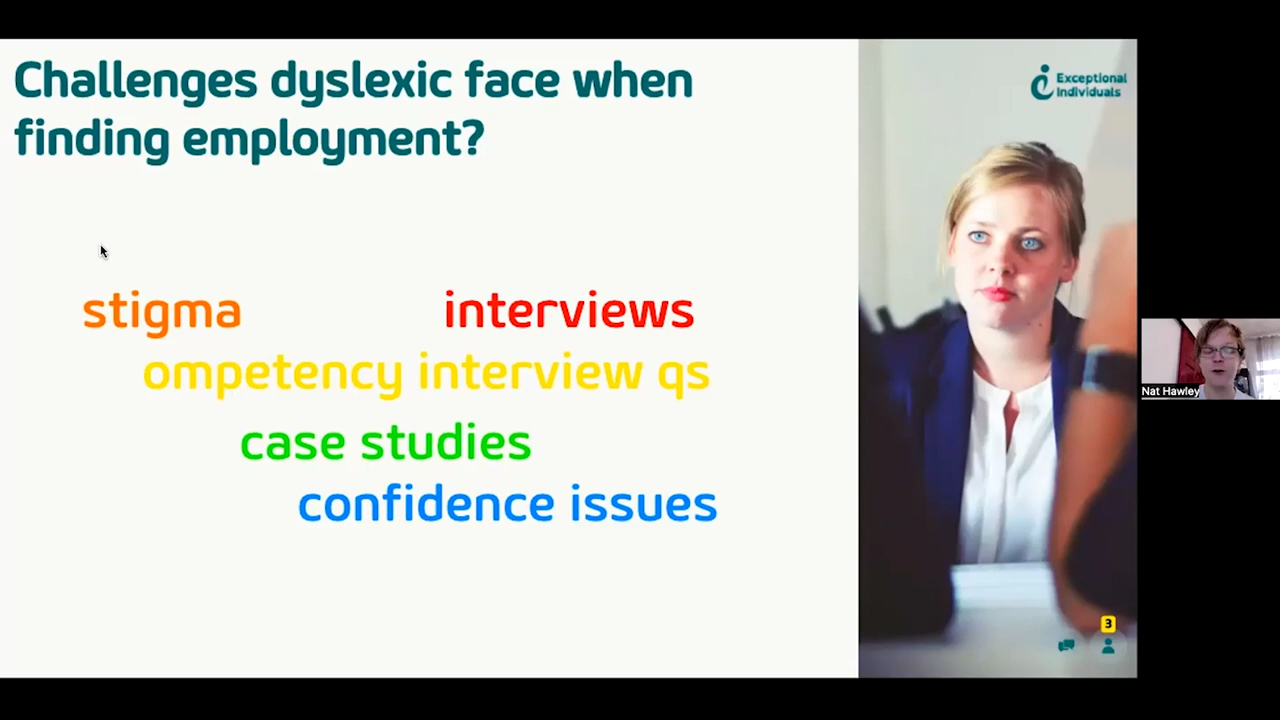 Challenges dyslexic face when
finding employment?
Exceptional
Individuals
stigma
interviews
ompetency interview qs
case studies
confidence issues
Nat Hawley
3